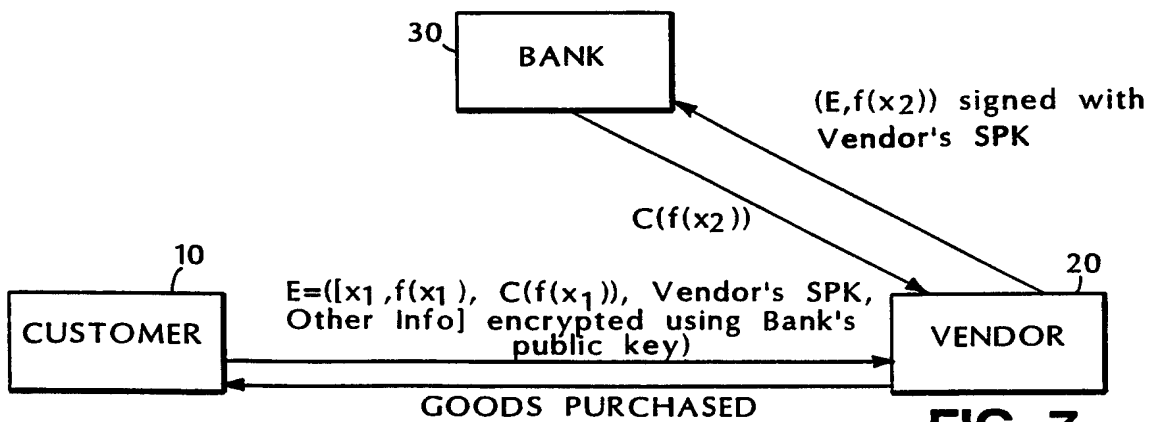 30
BANK
(E,f(x2)) signed with
Vendor's SPK
C(f(x2))
10
20
E=([x1,f(x1), C(f(x1)), Vendor's SPK,
Other Info] encrypted using Bank's
public key)
CUSTOMER
VENDOR
GOODS PURCHASED